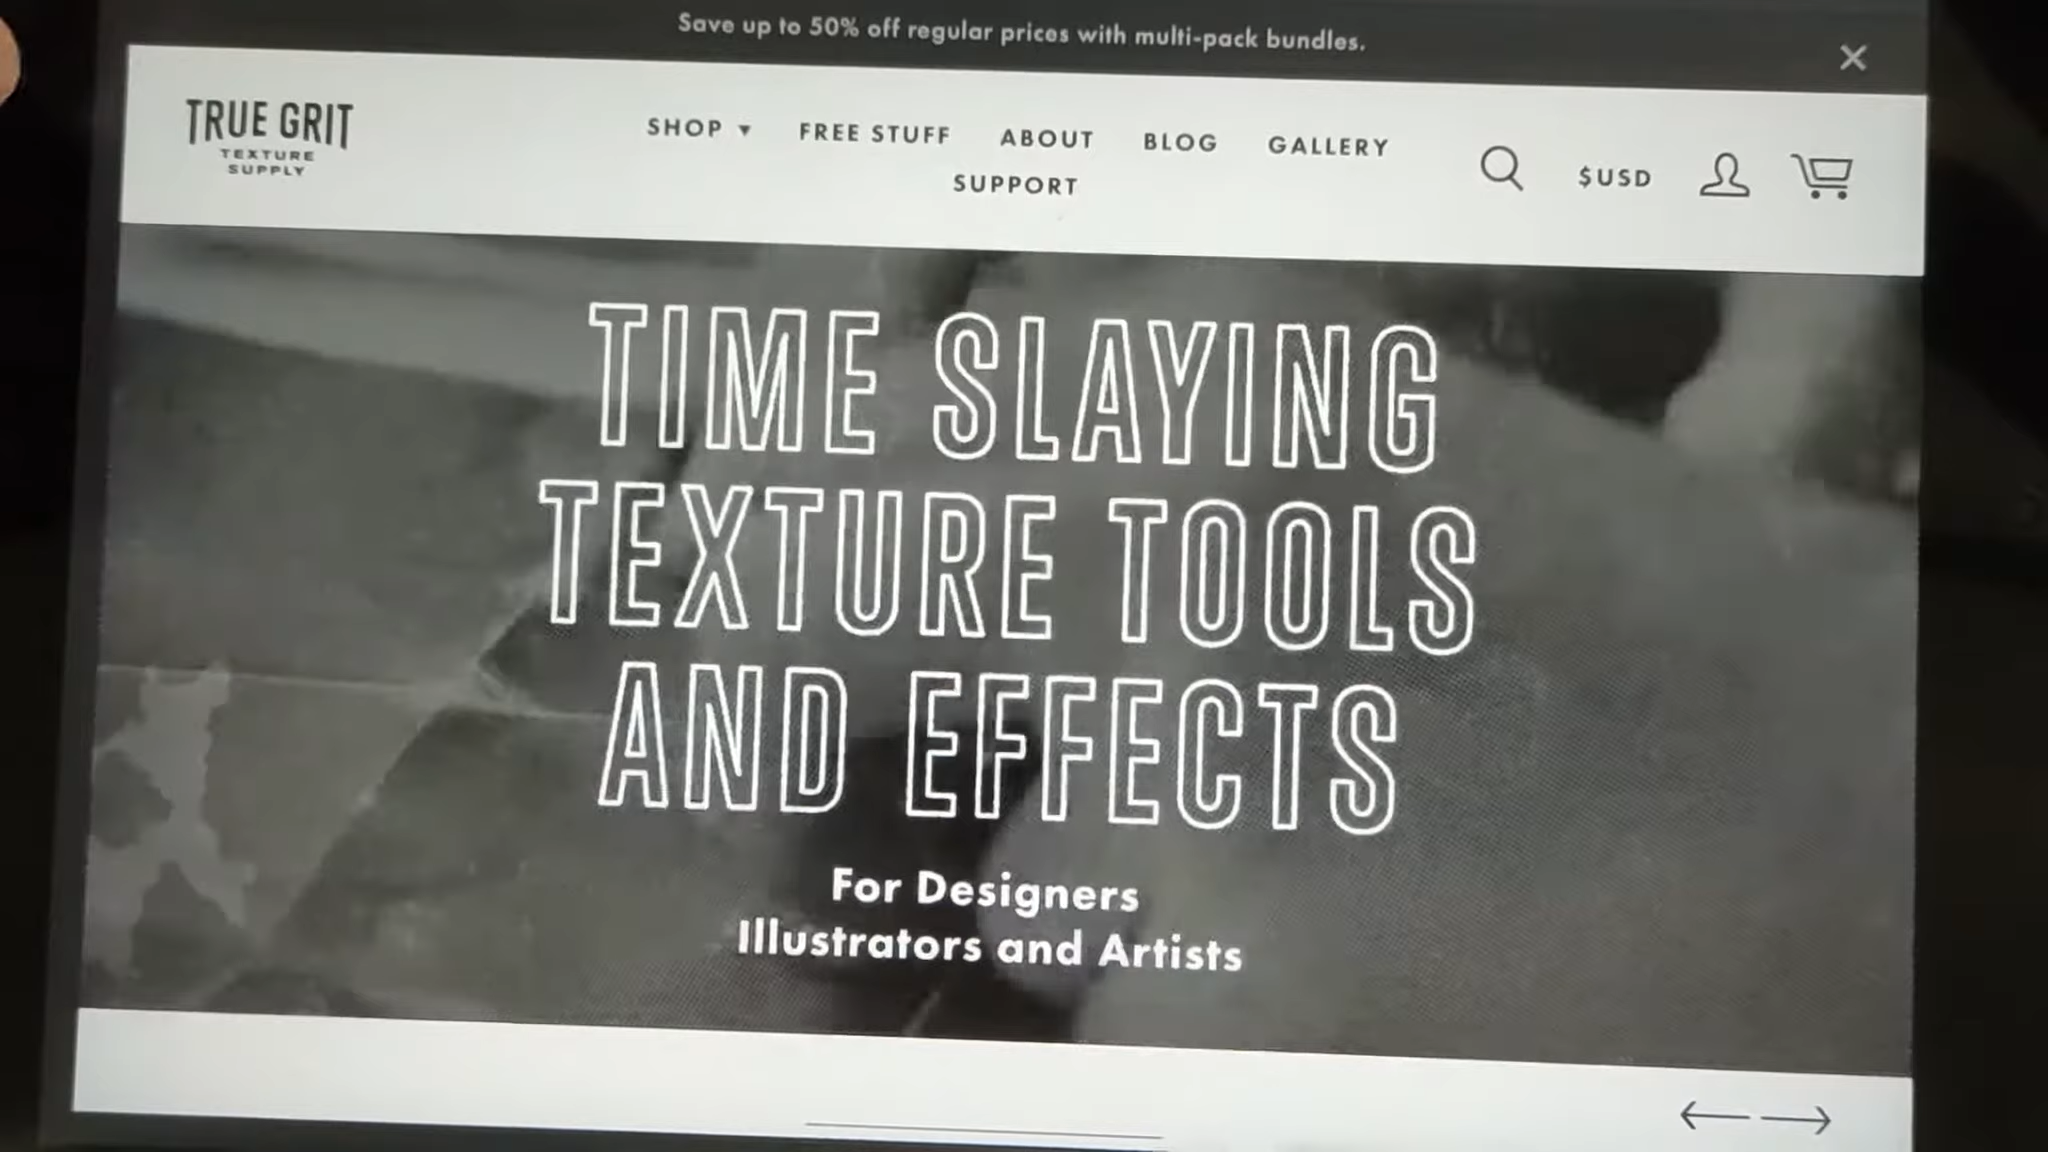 Save up to 50% off regular prices with multi-pack bundles.
TRUE GRIT
TEXTURE
SUPPLY
SHOP ▼ FREE STUFF ABOUT BLOG GALLERY
SUPPORT
$USD
TIME SLAYING
TEXTURE TOOLS
AND EFFECTS
For Designers
Illustrators and Artists